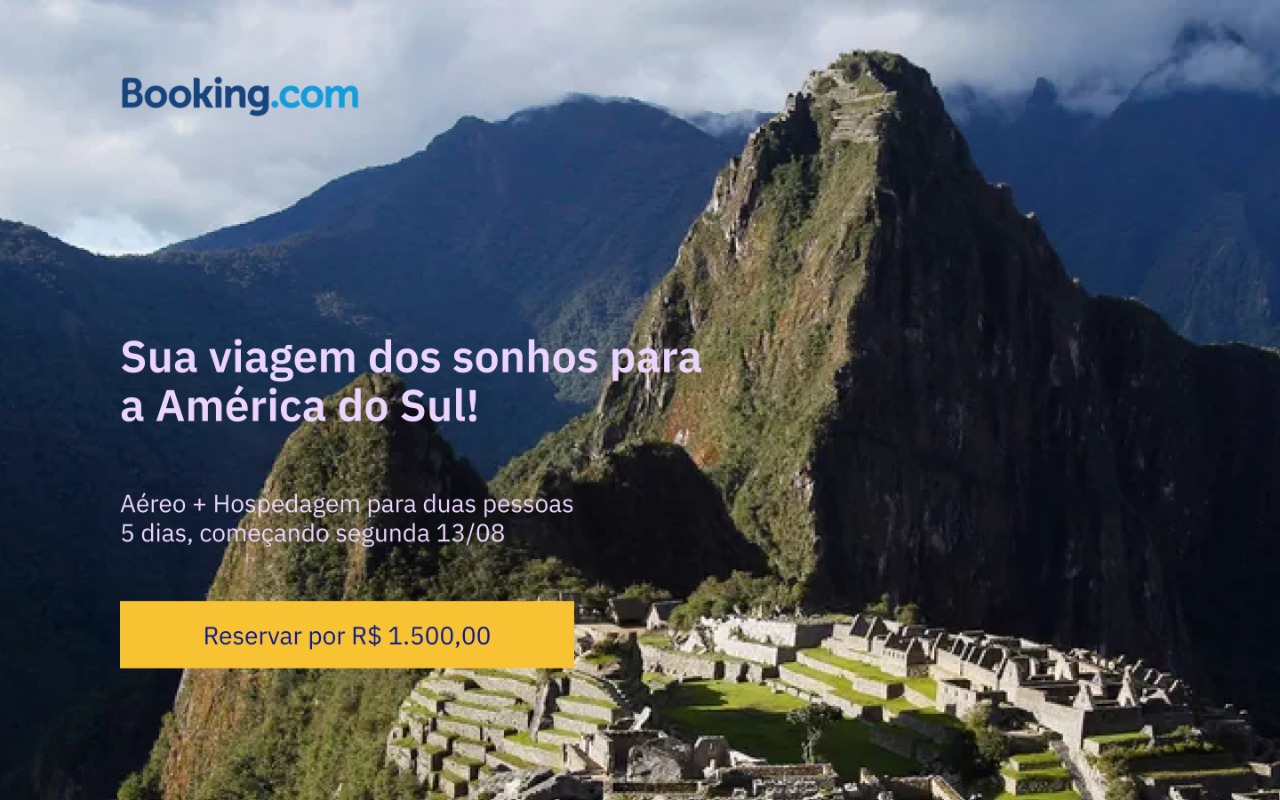 Booking.com
Sua viagem dos sonhos para
a América do Sul!
Aéreo + Hospedagem para duas pessoas
5 dias, começando segunda 13/08
Reservar por R$ 1.500,00